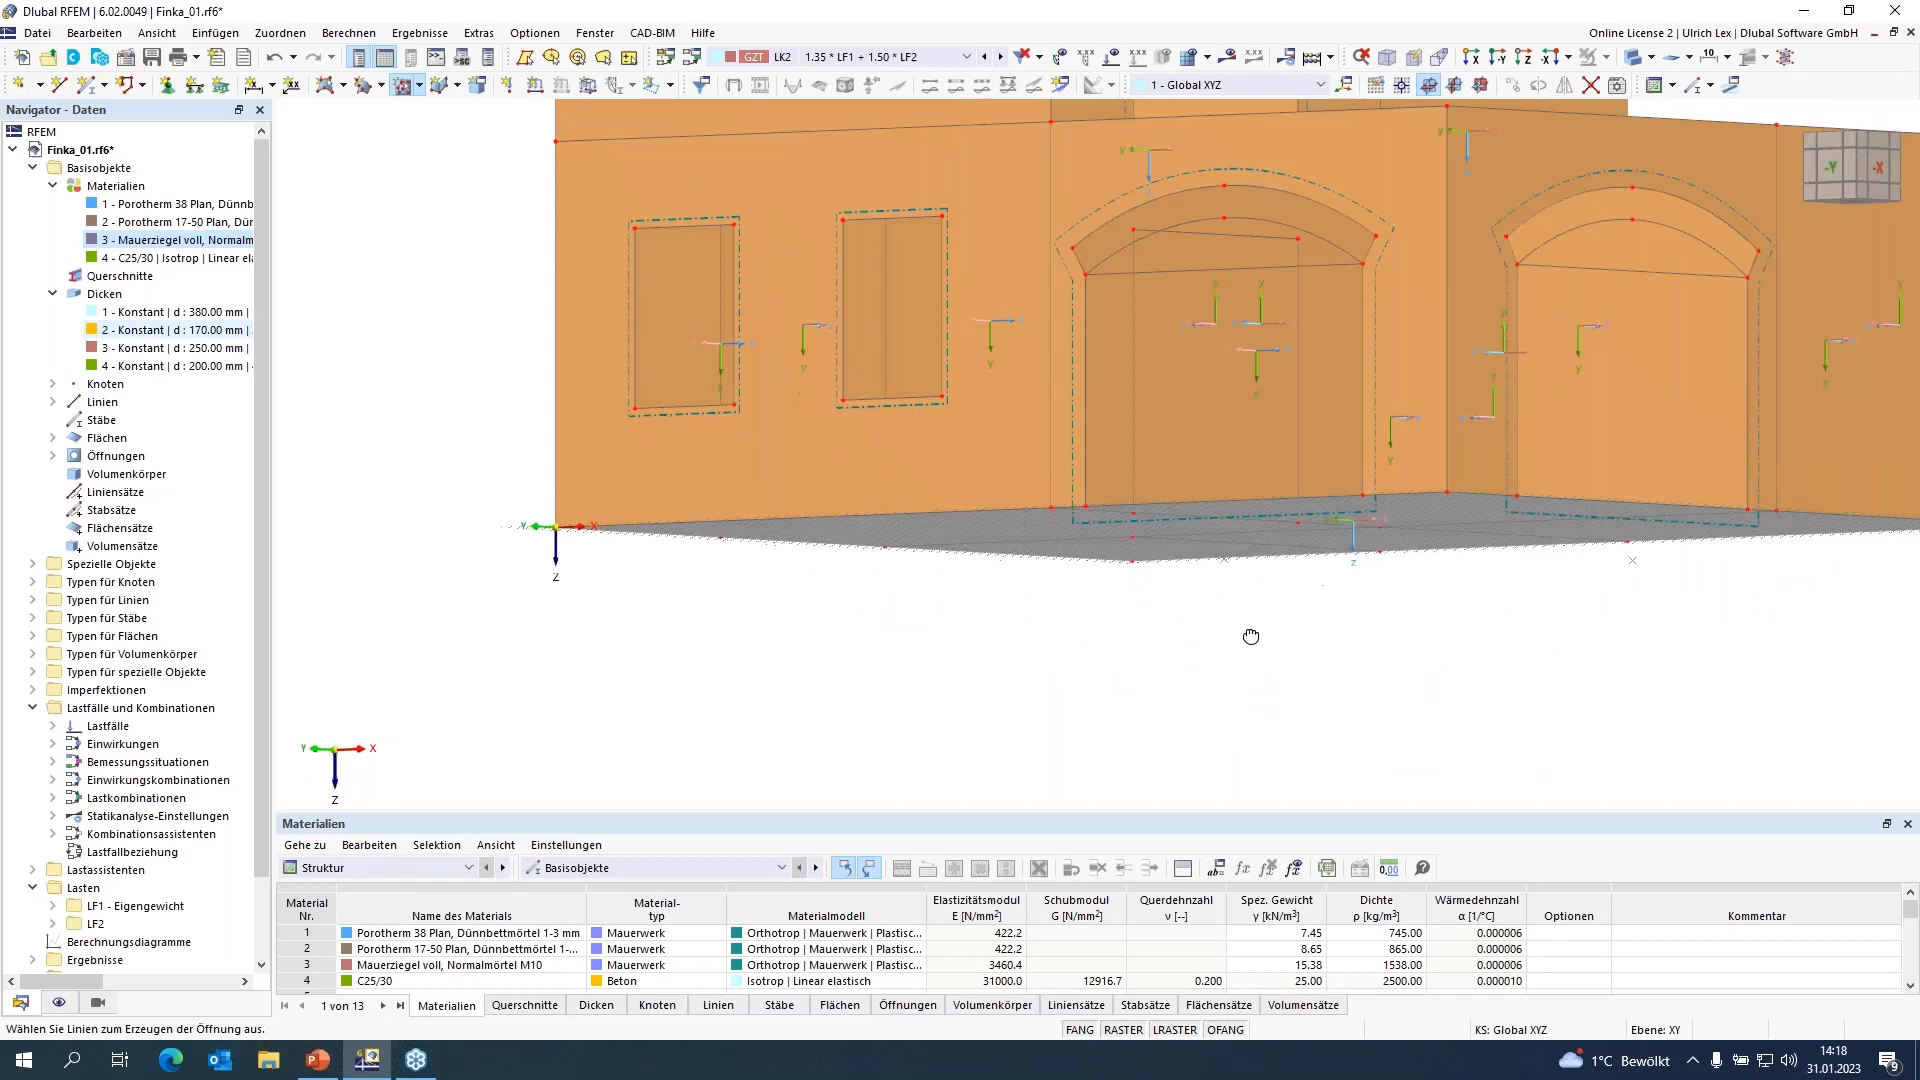 Dlubal RFEM | 6.02.0049 | Finka_01.rf6*
Datei Bearbeiten Ansicht Einfügen Zuordnen Berechnen Ergebnisse Extras Optionen Fenster CAD-BIM Hilfe
Online License 2 | Ulrich Lex | Dlubal Software GmbH
GZT LK2 1.35 * LF1 + 1.50 * LF2
1 - Global XYZ
Navigator - Daten
RFEM
Finka_01.rf6*
Basisobjekte
Materialien
1 - Porotherm 38 Plan, Dünnb
2 - Porotherm 17-50 Plan, Dür
3 - Mauerziegel voll, Normalm
4 - C25/30 | Isotrop | Linear ela
Querschnitte
Dicken
1 - Konstant | d : 380.00 mm |
2 - Konstant | d : 170.00 mm |
3 - Konstant | d : 250.00 mm |
4 - Konstant | d : 200.00 mm |
Knoten
Linien
Stäbe
Flächen
Öffnungen
Volumenkörper
Liniensätze
Stabsätze
Flächensätze
Volumensätze
Spezielle Objekte
Typen für Knoten
Typen für Linien
Typen für Stäbe
Typen für Flächen
Typen für Volumenkörper
Typen für spezielle Objekte
Imperfektionen
Lastfälle und Kombinationen
Lastfälle
Einwirkungen
Bemessungssituationen
Einwirkungskombinationen
Lastkombinationen
Statikanalyse-Einstellungen
Kombinationsassistenten
Lastfallbeziehung
Lastassistenten
Lasten
LF1 - Eigengewicht
LF2
Berechnungsdiagramme
Ergebnisse
-Y -X
Y X
Z
Y X
Z
Materialien
Gehe zu Bearbeiten Selektion Ansicht Einstellungen
Struktur Basisobjekte
Material Nr. Name des Materials Material-typ Materialmodell Elastizitätsmodul E [N/mm²] Schubmodul G [N/mm²] Querdehnzahl ν [--] Spez. Gewicht γ [kN/m³] Dichte ρ [kg/m³] Wärmedehnzahl α [1/°C] Optionen Kommentar
1 Porotherm 38 Plan, Dünnbettmörtel 1-3 mm Mauerwerk Orthotrop | Mauerwerk | Plastisc... 422.2 7.45 745.00 0.000006
2 Porotherm 17-50 Plan, Dünnbettmörtel 1-... Mauerwerk Orthotrop | Mauerwerk | Plastisc... 422.2 8.65 865.00 0.000006
3 Mauerziegel voll, Normalmörtel M10 Mauerwerk Orthotrop | Mauerwerk | Plastisc... 3460.4 15.38 1538.00 0.000006
4 C25/30 Beton Isotrop | Linear elastisch 31000.0 12916.7 0.200 25.00 2500.00 0.000010
1 von 13 Materialien Querschnitte Dicken Knoten Linien Stäbe Flächen Öffnungen Volumenkörper Liniensätze Stabsätze Flächensätze Volumensätze
Wählen Sie Linien zum Erzeugen der Öffnung aus.
FANG RASTER LRASTER OFANG
KS: Global XYZ
Ebene: XY
1°C Bewölkt
14:18
31.01.2023
9